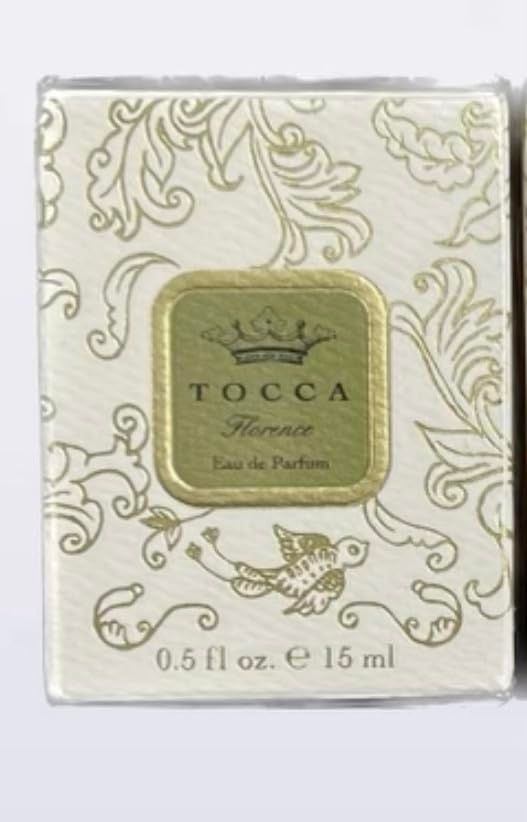 TOCCA
Florence
Eau de Parfum
0.5 fl oz. ℮ 15 ml